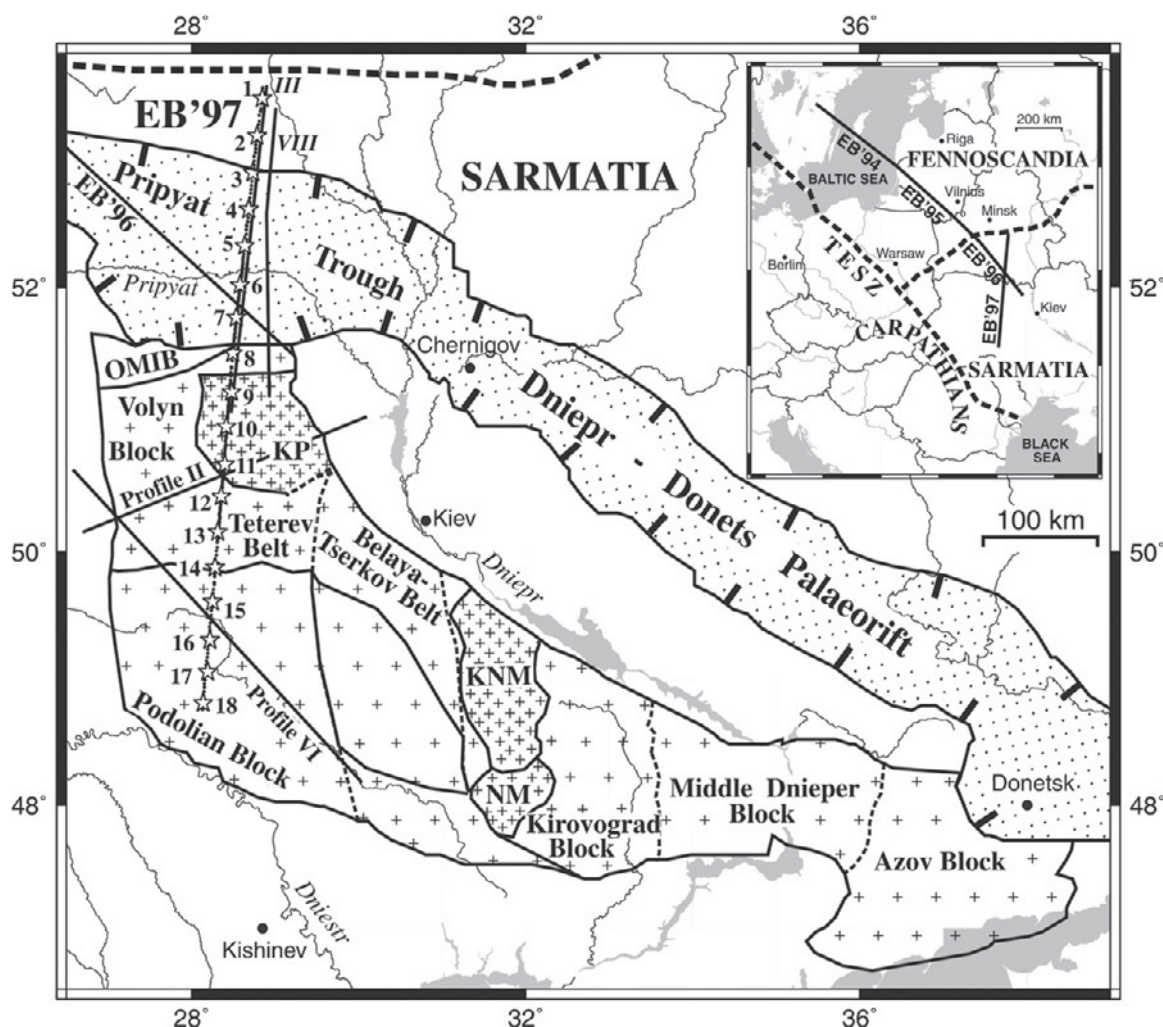 28°
32°
36°
1
III
EB'97
2
VIII
3
Pripyat
EB'96
4
5
SARMATIA
52°
Pripyat
6
Trough
7
Chernigov
OMIB
8
9
Volyn
Block
10
KP
11
Profile II
12
Teterev
Belt
13
14
Kiev
Belaya-
Tserkov Belt
Dniepr
Dniepr - Donets Palaeorift
15
16
17
18
Profile VI
Podolian Block
KNM
NM
Kirovograd
Block
Middle Dnieper
Block
Azov Block
Donetsk
Dniestr
Kishinev
50°
48°
100 km
200 km
Riga
FENNOSCANDIA
EB'94
BALTIC SEA
Vilnius
EB'95
Minsk
Warsaw
Berlin
EB'96
TESZ
Kiev
EB'97
CARPATHIANS
SARMATIA
BLACK
SEA
52°
50°
48°
28°
32°
36°